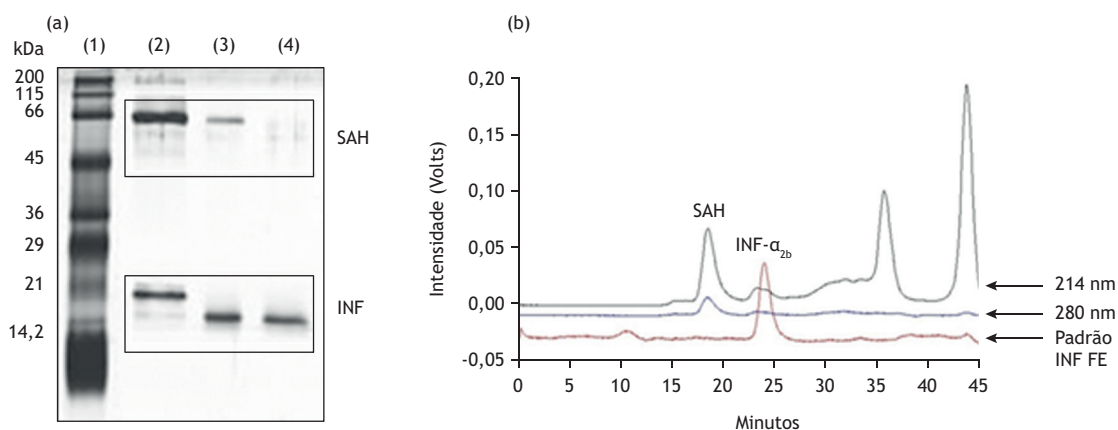 (a)
kDa
(1) (2) (3) (4)
200
115
66
45
36
29
21
14,2
SAH
INF
(b)
Intensidade (Volts)
0,20
0,15
0,10
0,05
0,00
-0,05
SAH
INF-α2b
214 nm
280 nm
Padrão
INF FE
0 5 10 15 20 25 30 35 40 45
Minutos